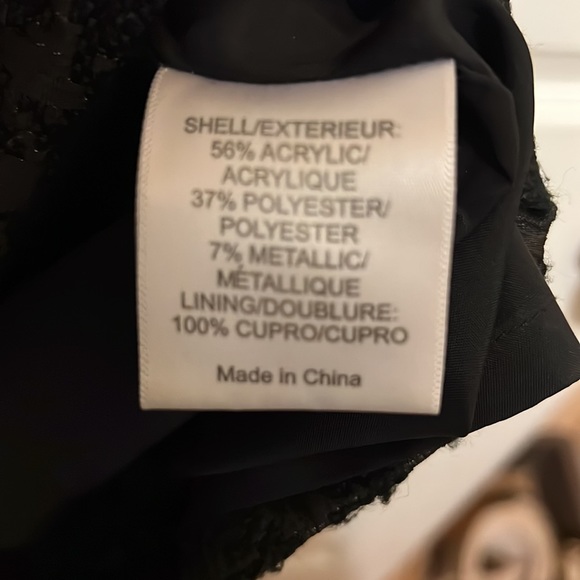 SHELL/EXTERIEUR:
56% ACRYLIC/
ACRYLIQUE
37% POLYESTER/
POLYESTER
7% METALLIC/
MÉTALLIQUE
LINING/DOUBLURE:
100% CUPRO/CUPRO
Made in China